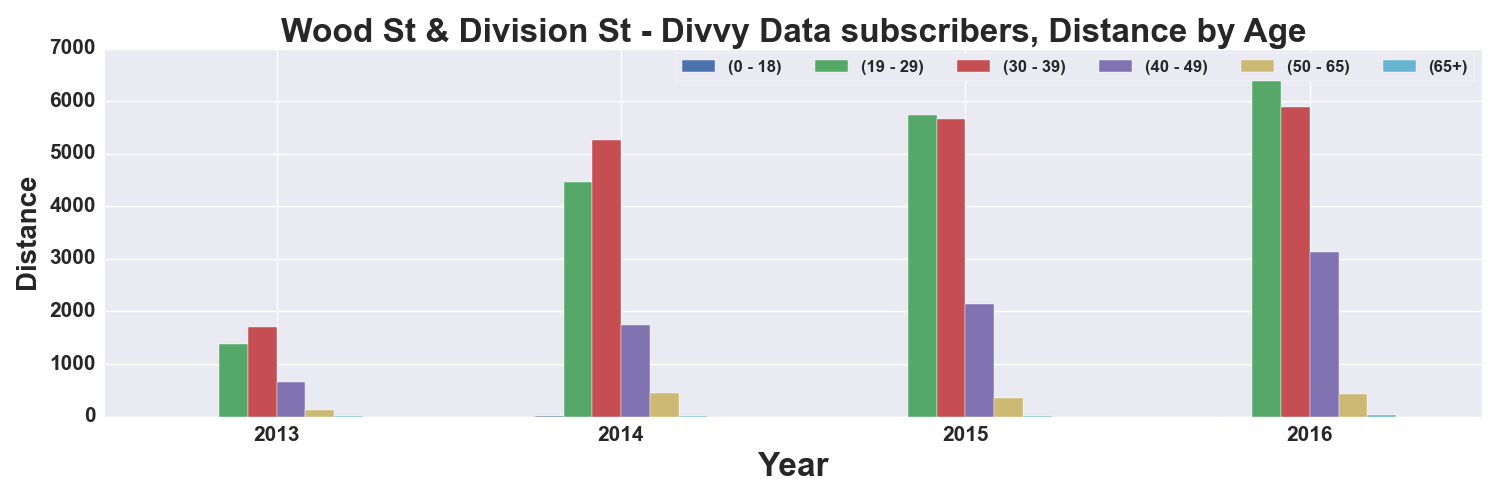 Wood St & Division St - Divvy Data subscribers, Distance by Age
(0 - 18) (19 - 29) (30 - 39) (40 - 49) (50 - 65) (65+)
7000
6000
5000
4000
3000
2000
1000
0
Distance
2013 2014 2015 2016
Year